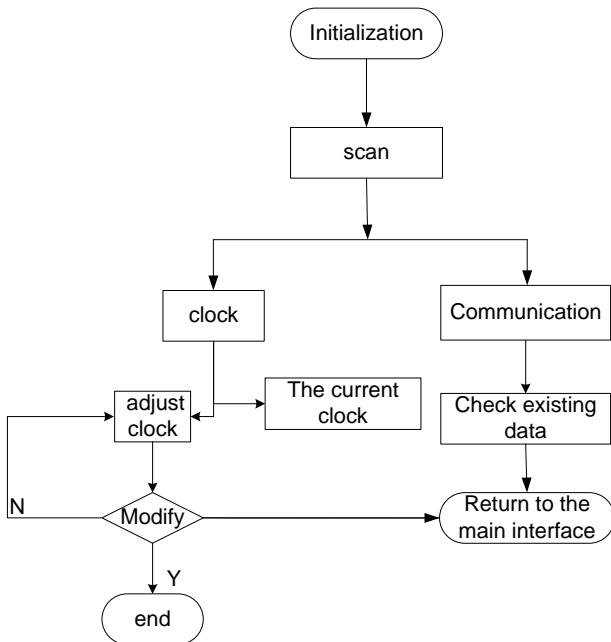 Initialization
scan
clock
Communication
adjust
clock
The current
clock
Check existing
data
N
Modify
Return to the
main interface
Y
end